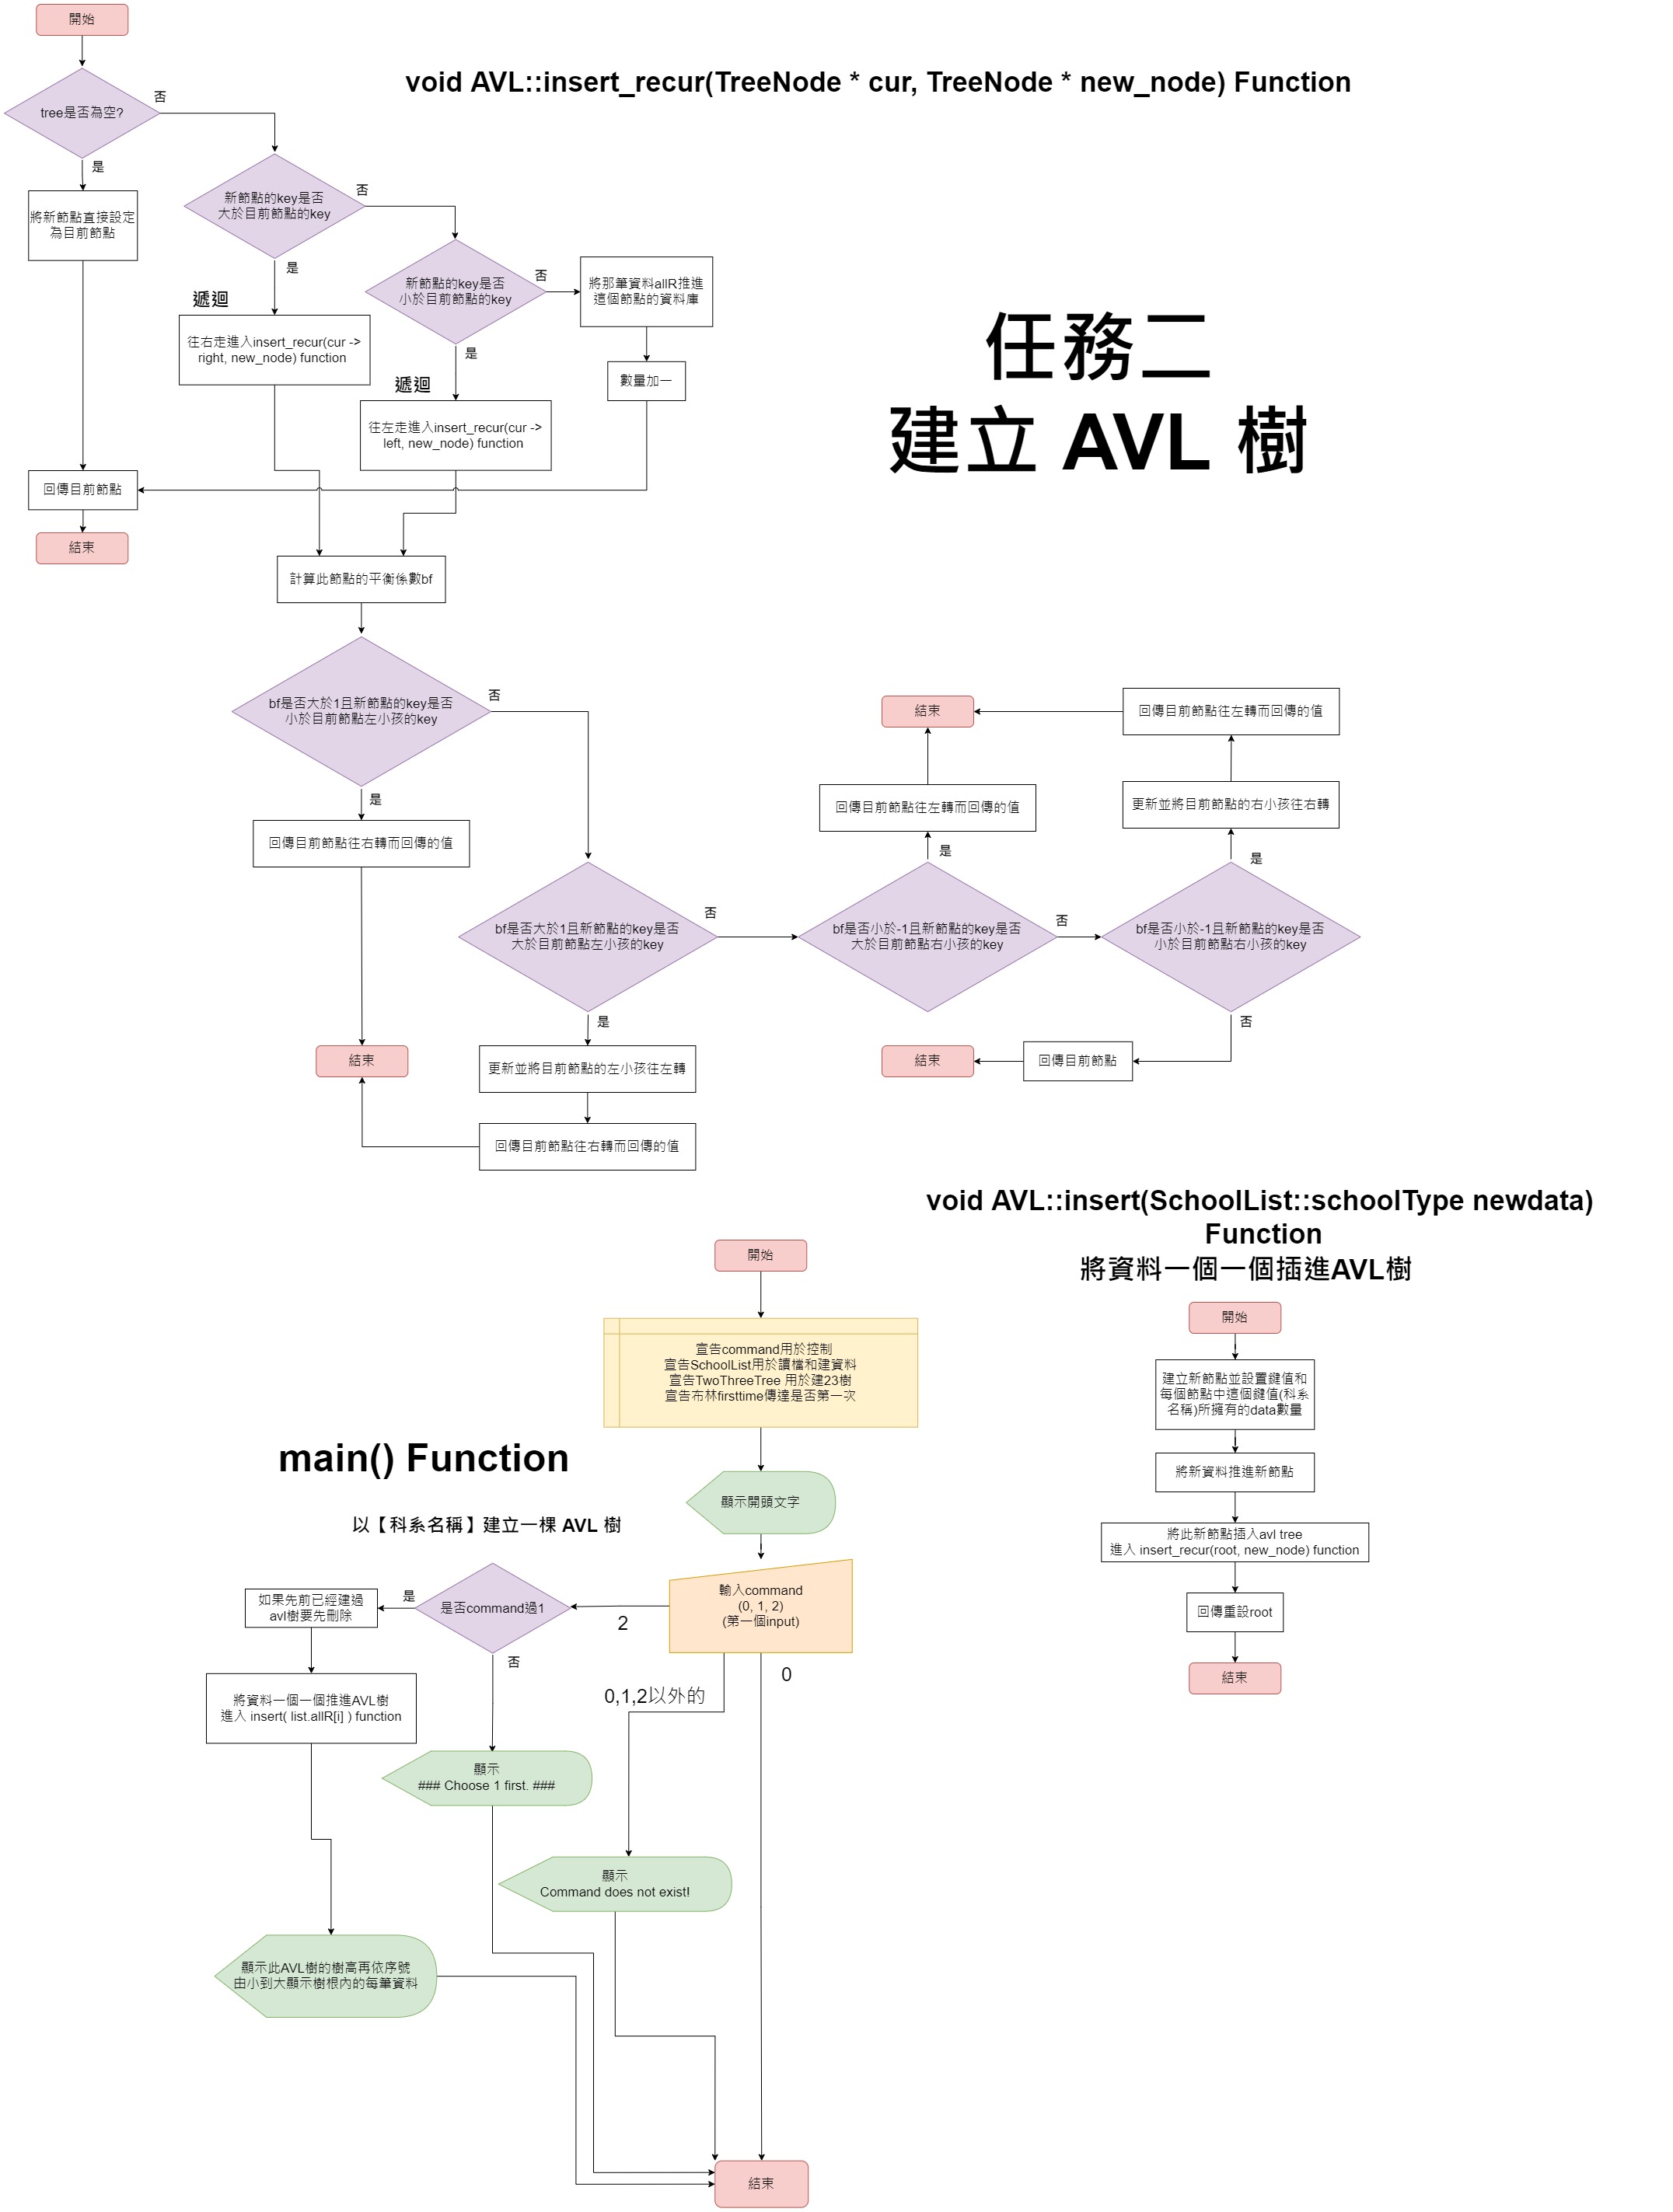 void AVL::insert_recur(TreeNode * cur, TreeNode * new_node) Function
任務二
建立 AVL 樹
開始
tree是否為空?
否
是
將新節點直接設定
為目前節點
新節點的key是否
大於目前節點的key
否
是
遞迴
往右走進入insert_recur(cur ->
right, new_node) function
新節點的key是否
小於目前節點的key
否
是
遞迴
往左走進入insert_recur(cur ->
left, new_node) function
將那筆資料allR推進
這個節點的資料庫
數量加一
回傳目前節點
結束
計算此節點的平衡係數bf
bf是否大於1且新節點的key是否
小於目前節點左小孩的key
否
是
回傳目前節點往右轉而回傳的值
結束
bf是否大於1且新節點的key是否
大於目前節點左小孩的key
否
是
更新並將目前節點的左小孩往左轉
回傳目前節點往右轉而回傳的值
bf是否小於-1且新節點的key是否
大於目前節點右小孩的key
否
是
回傳目前節點往左轉而回傳的值
結束
bf是否小於-1且新節點的key是否
小於目前節點右小孩的key
是
更新並將目前節點的右小孩往右轉
回傳目前節點往左轉而回傳的值
否
回傳目前節點
結束
void AVL::insert(SchoolList::schoolType newdata)
Function
將資料一個一個插進AVL樹
開始
建立新節點並設置鍵值和
每個節點中這個鍵值(科系
名稱)所擁有的data數量
將新資料推進新節點
將此新節點插入avl tree
進入 insert_recur(root, new_node) function
回傳重設root
結束
main() Function
以【科系名稱】建立一棵 AVL 樹
開始
宣告command用於控制
宣告SchoolList用於讀檔和建資料
宣告TwoThreeTree 用於建23樹
宣告布林firsttime傳達是否第一次
顯示開頭文字
輸入command
(0, 1, 2)
(第一個input)
2
0
0,1,2以外的
是否command過1
是
否
如果先前已經建過
avl樹要先刪除
將資料一個一個推進AVL樹
進入 insert( list.allR[i] ) function
顯示
### Choose 1 first. ###
顯示
Command does not exist!
顯示此AVL樹的樹高再依序號
由小到大顯示樹根內的每筆資料
結束